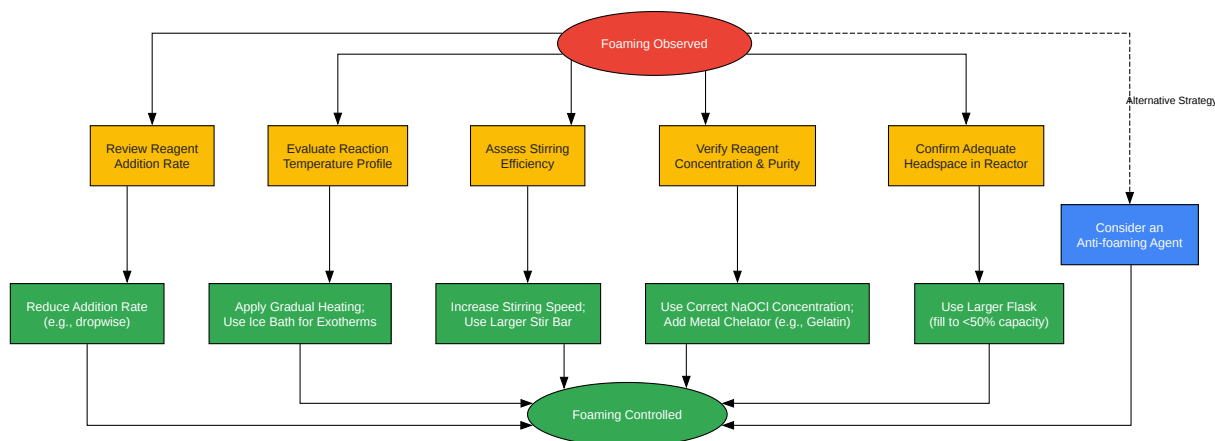 Foaming Observed
Alternative Strategy
Review Reagent
Addition Rate
Evaluate Reaction
Temperature Profile
Assess Stirring
Efficiency
Verify Reagent
Concentration & Purity
Confirm Adequate
Headspace in Reactor
Consider an
Anti-foaming Agent
Reduce Addition Rate
(e.g., dropwise)
Apply Gradual Heating;
Use Ice Bath for Exotherms
Increase Stirring Speed;
Use Larger Stir Bar
Use Correct NaOCl Concentration;
Add Metal Chelator (e.g., Gelatin)
Use Larger Flask
(fill to <50% capacity)
Foaming Controlled